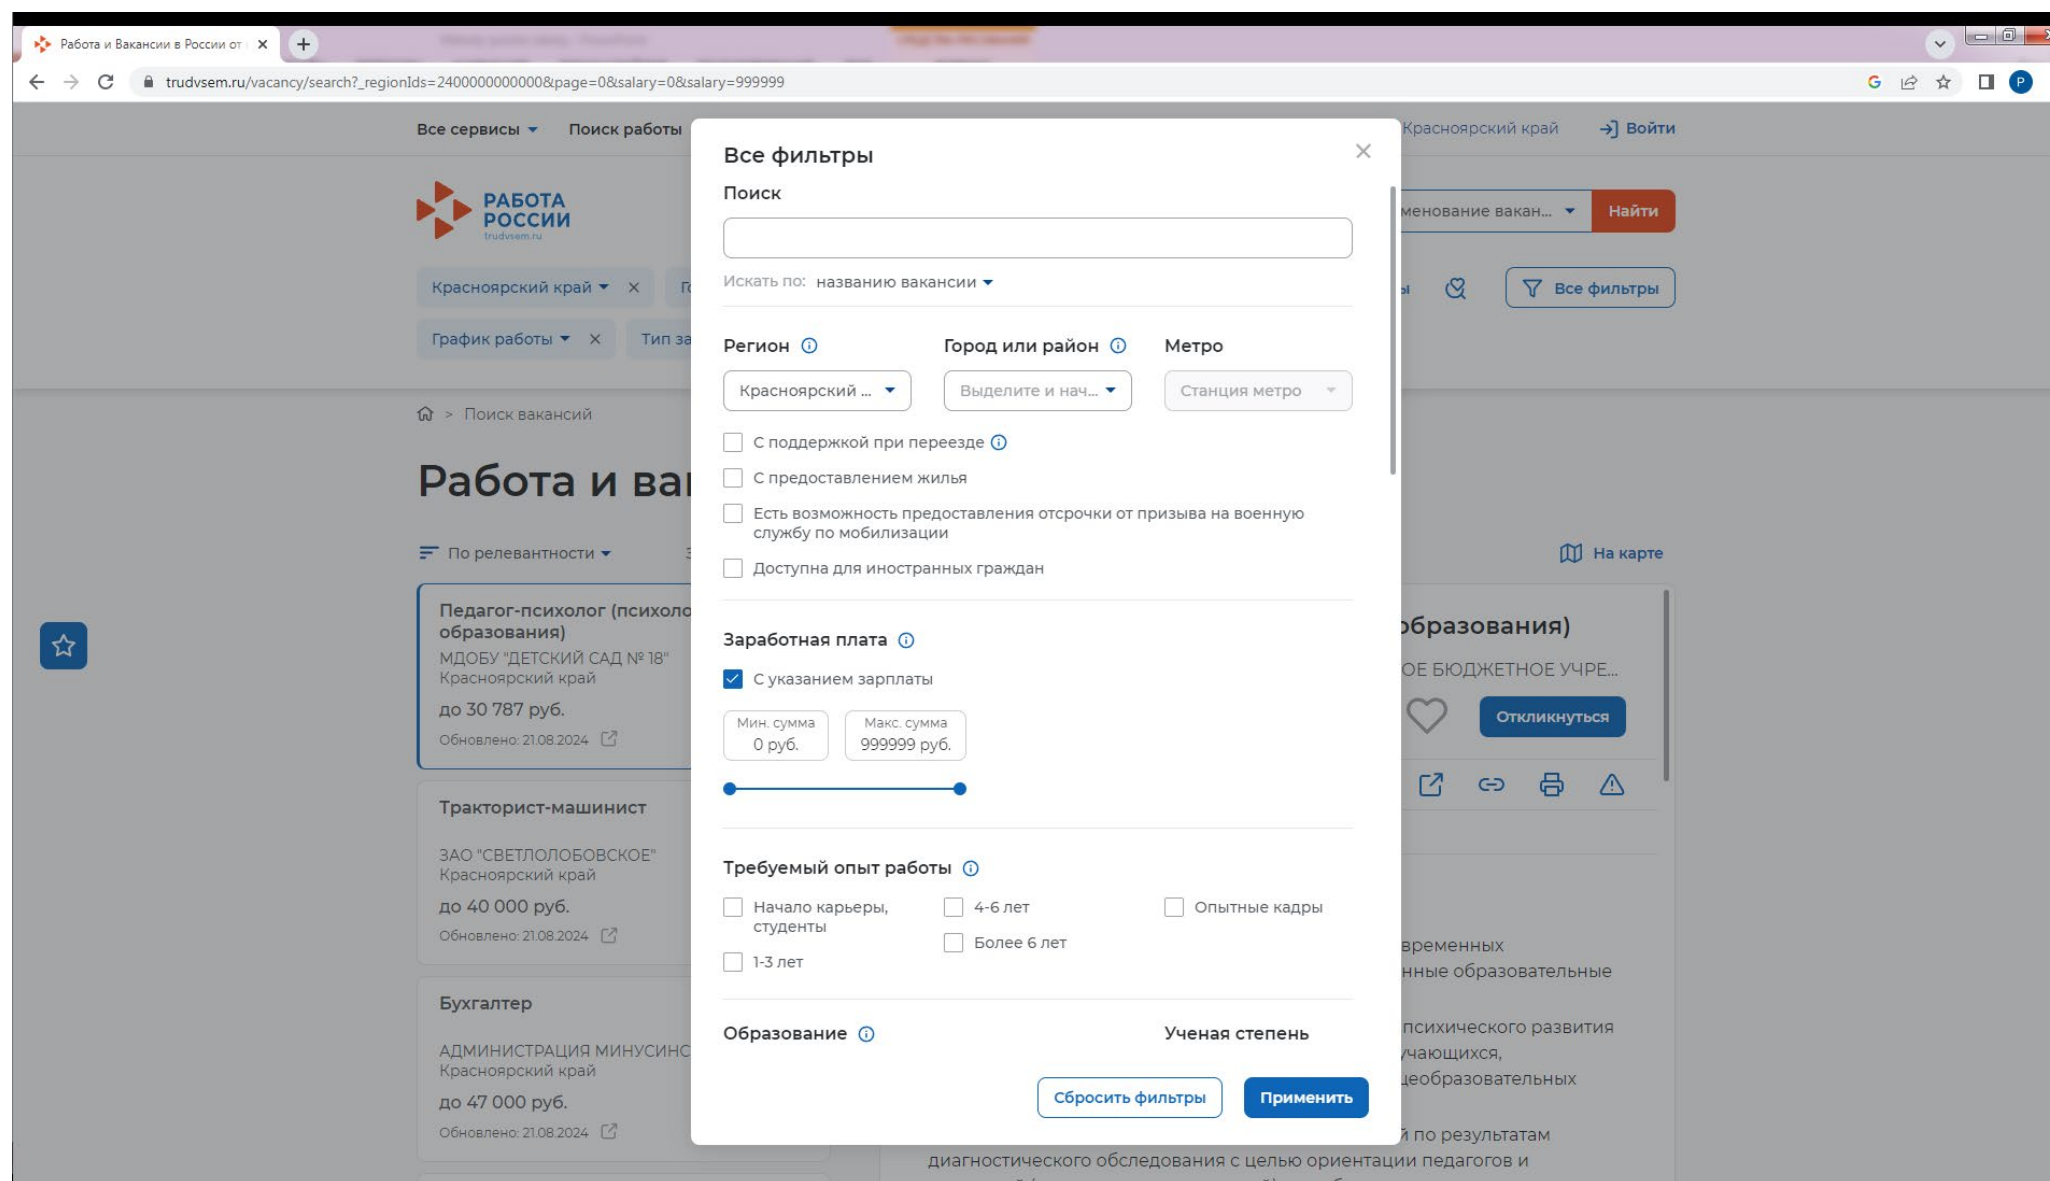 Работа и Вакансии в России от
trudvsem.ru/vacancy/search?_regionIds=2400000000000&page=0&salary=0&salary=999999
Все сервисы
Поиск работы
Красноярский край
Войти
РАБОТА
РОССИИ
trudvsem.ru
менование вакан...
Найти
Красноярский край
Все фильтры
График работы
Тип за
> Поиск вакансий
Работа и ва
По релевантности
На карте
Педагог-психолог (психоло
образования)
МДОБУ "ДЕТСКИЙ САД № 18"
Красноярский край
до 30 787 руб.
Обновлено: 21.08.2024
Тракторист-машинист
ЗАО "СВЕТЛОЛОБОВСКОЕ"
Красноярский край
до 40 000 руб.
Обновлено: 21.08.2024
Бухгалтер
АДМИНИСТРАЦИЯ МИНУСИНС
Красноярский край
до 47 000 руб.
Обновлено: 21.08.2024
Все фильтры
Поиск
Искать по: названию вакансии
Регион Город или район Метро
Красноярский ... Выделите и нач... Станция метро
С поддержкой при переезде
С предоставлением жилья
Есть возможность предоставления отсрочки от призыва на военную
службу по мобилизации
Доступна для иностранных граждан
Заработная плата
С указанием зарплаты
Мин. сумма Макс. сумма
0 руб. 999999 руб.
Требуемый опыт работы
Начало карьеры,
студенты
1-3 лет
4-6 лет
Более 6 лет
Опытные кадры
Образование Ученая степень
Сбросить фильтры Применить
образования)
ОЕ БЮДЖЕТНОЕ УЧРЕ...
Откликнуться
временных
нные образовательные
психического развития
учающихся,
цеобразовательных
й по результатам
диагностического обследования с целью ориентации педагогов и